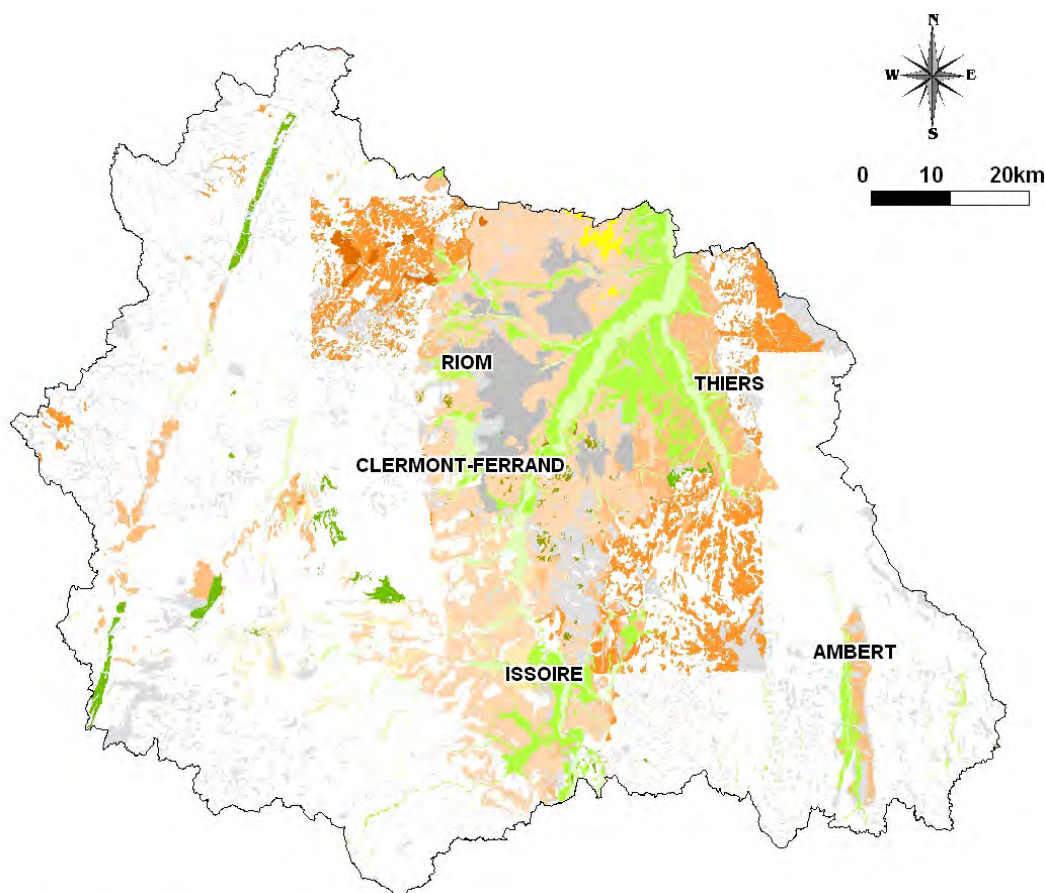 N
W E
S
0 10 20km
RIOM
THIERS
CLERMONT-FERRAND
AMBERT
ISSOIRE